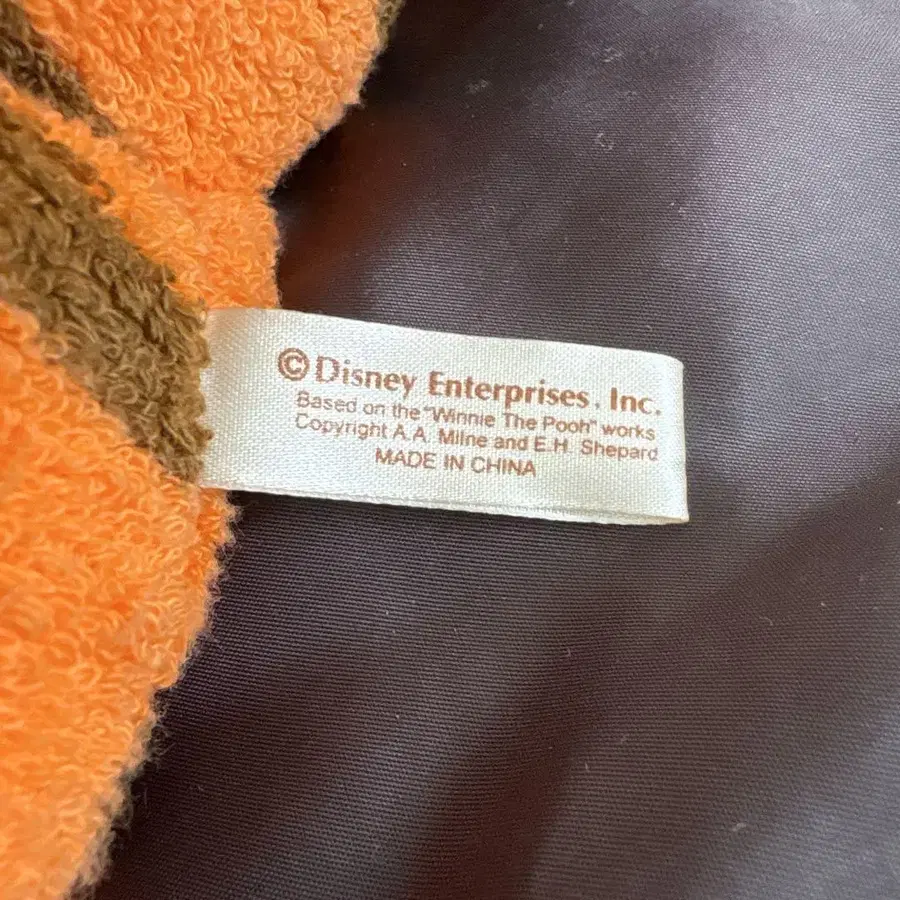 © Disney Enterprises, Inc.
Based on the "Winnie The Pooh" works
Copyright A.A. Milne and E.H. Shepard
MADE IN CHINA